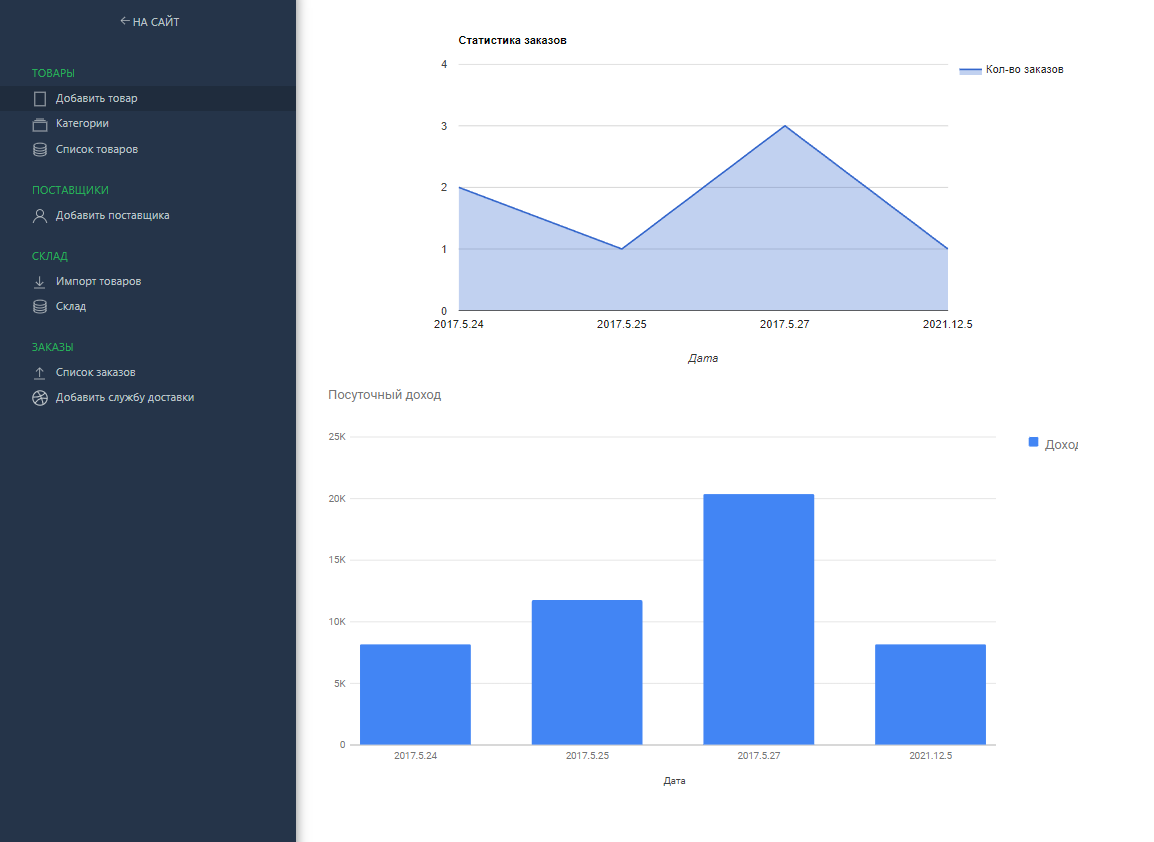 НА САЙТ
ТОВАРЫ
Добавить товар
Категории
Список товаров
ПОСТАВЩИКИ
Добавить поставщика
СКЛАД
Импорт товаров
Склад
ЗАКАЗЫ
Список заказов
Добавить службу доставки
Статистика заказов
4
3
2
1
0
2017.5.24 2017.5.25 2017.5.27 2021.12.5
Дата
Кол-во заказов
Посуточный доход
25K
20K
15K
10K
5K
0
2017.5.24 2017.5.25 2017.5.27 2021.12.5
Дата
Доход